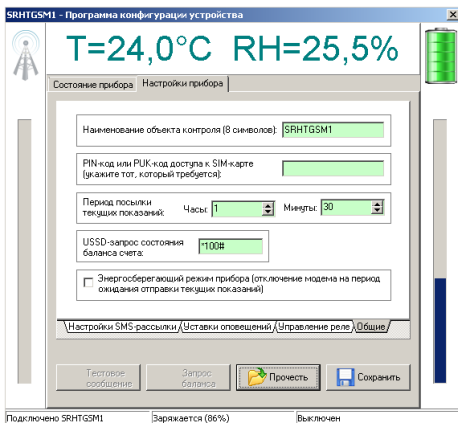 SRHTGSM1 - Программа конфигурации устройства
T=24,0°C RH=25,5%
Состояние прибора Настройки прибора
Наименование объекта контроля (8 символов): SRHTGSM1
PIN-код или PUK-код доступа к SIM-карте
(укажите тот, который требуется):
Период посылки
текущих показаний: Часы: 1 Минуты: 30
USSD-запрос состояния
баланса счета: *100#
Энергосберегающий режим прибора (отключение модема на период
ожидания отправки текущих показаний)
Настройки SMS-рассылки Уставки оповещений Управление реле Общие
Тестовое
сообщение
Запрос
баланса
Прочесть
Сохранить
Подключено SRHTGSM1 Заряжается (86%) Выключен